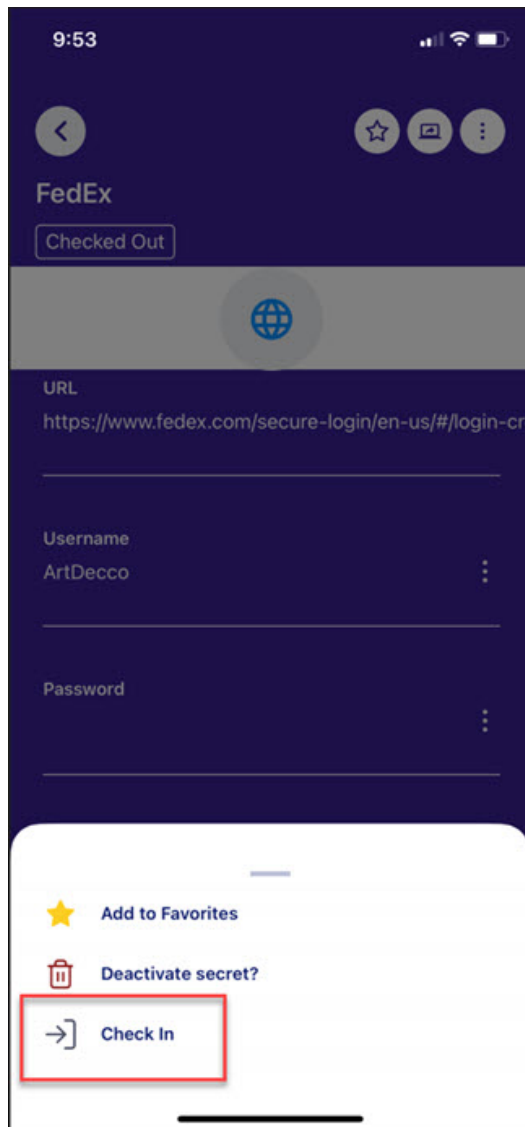 9:53
FedEx
Checked Out
URL
https://www.fedex.com/secure-login/en-us/#/login-cr
Username
ArtDecco
Password
Add to Favorites
Deactivate secret?
Check In